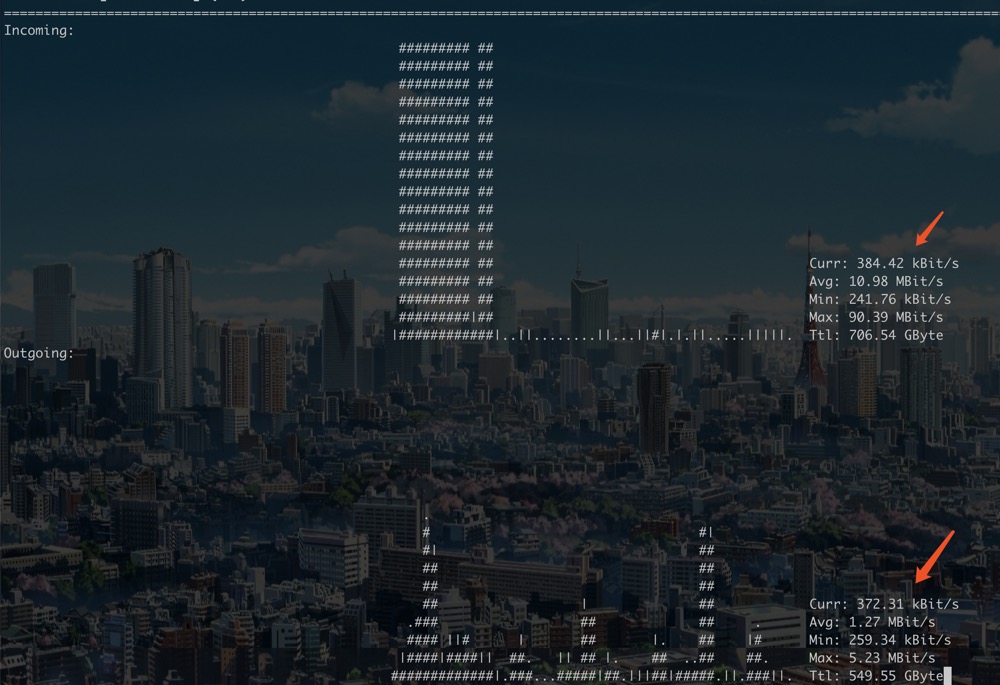 Incoming:
######### ##
######### ##
######### ##
######### ##
######### ##
######### ##
######### ##
######### ##
######### ##
######### ##
######### ##
######### ##
######### ## Curr: 384.42 kBit/s
######### ## Avg: 10.98 MBit/s
######### ## Min: 241.76 kBit/s
#########|## Max: 90.39 MBit/s
|############|..||........||...||#|.|.||.....|||||. Ttl: 706.54 GByte
Outgoing:
.
# #|
#| ##
## ##
## ##
## | ## Curr: 372.31 kBit/s
.### ## ## . Avg: 1.27 MBit/s
#### ||# | ## |. ## |# Min: 259.34 kBit/s
|####|####|| ##. || ## |. ## ..## ##. Max: 5.23 MBit/s
#############|.###...#####|##.|||##|#####.||.###||. Ttl: 549.55 GByte